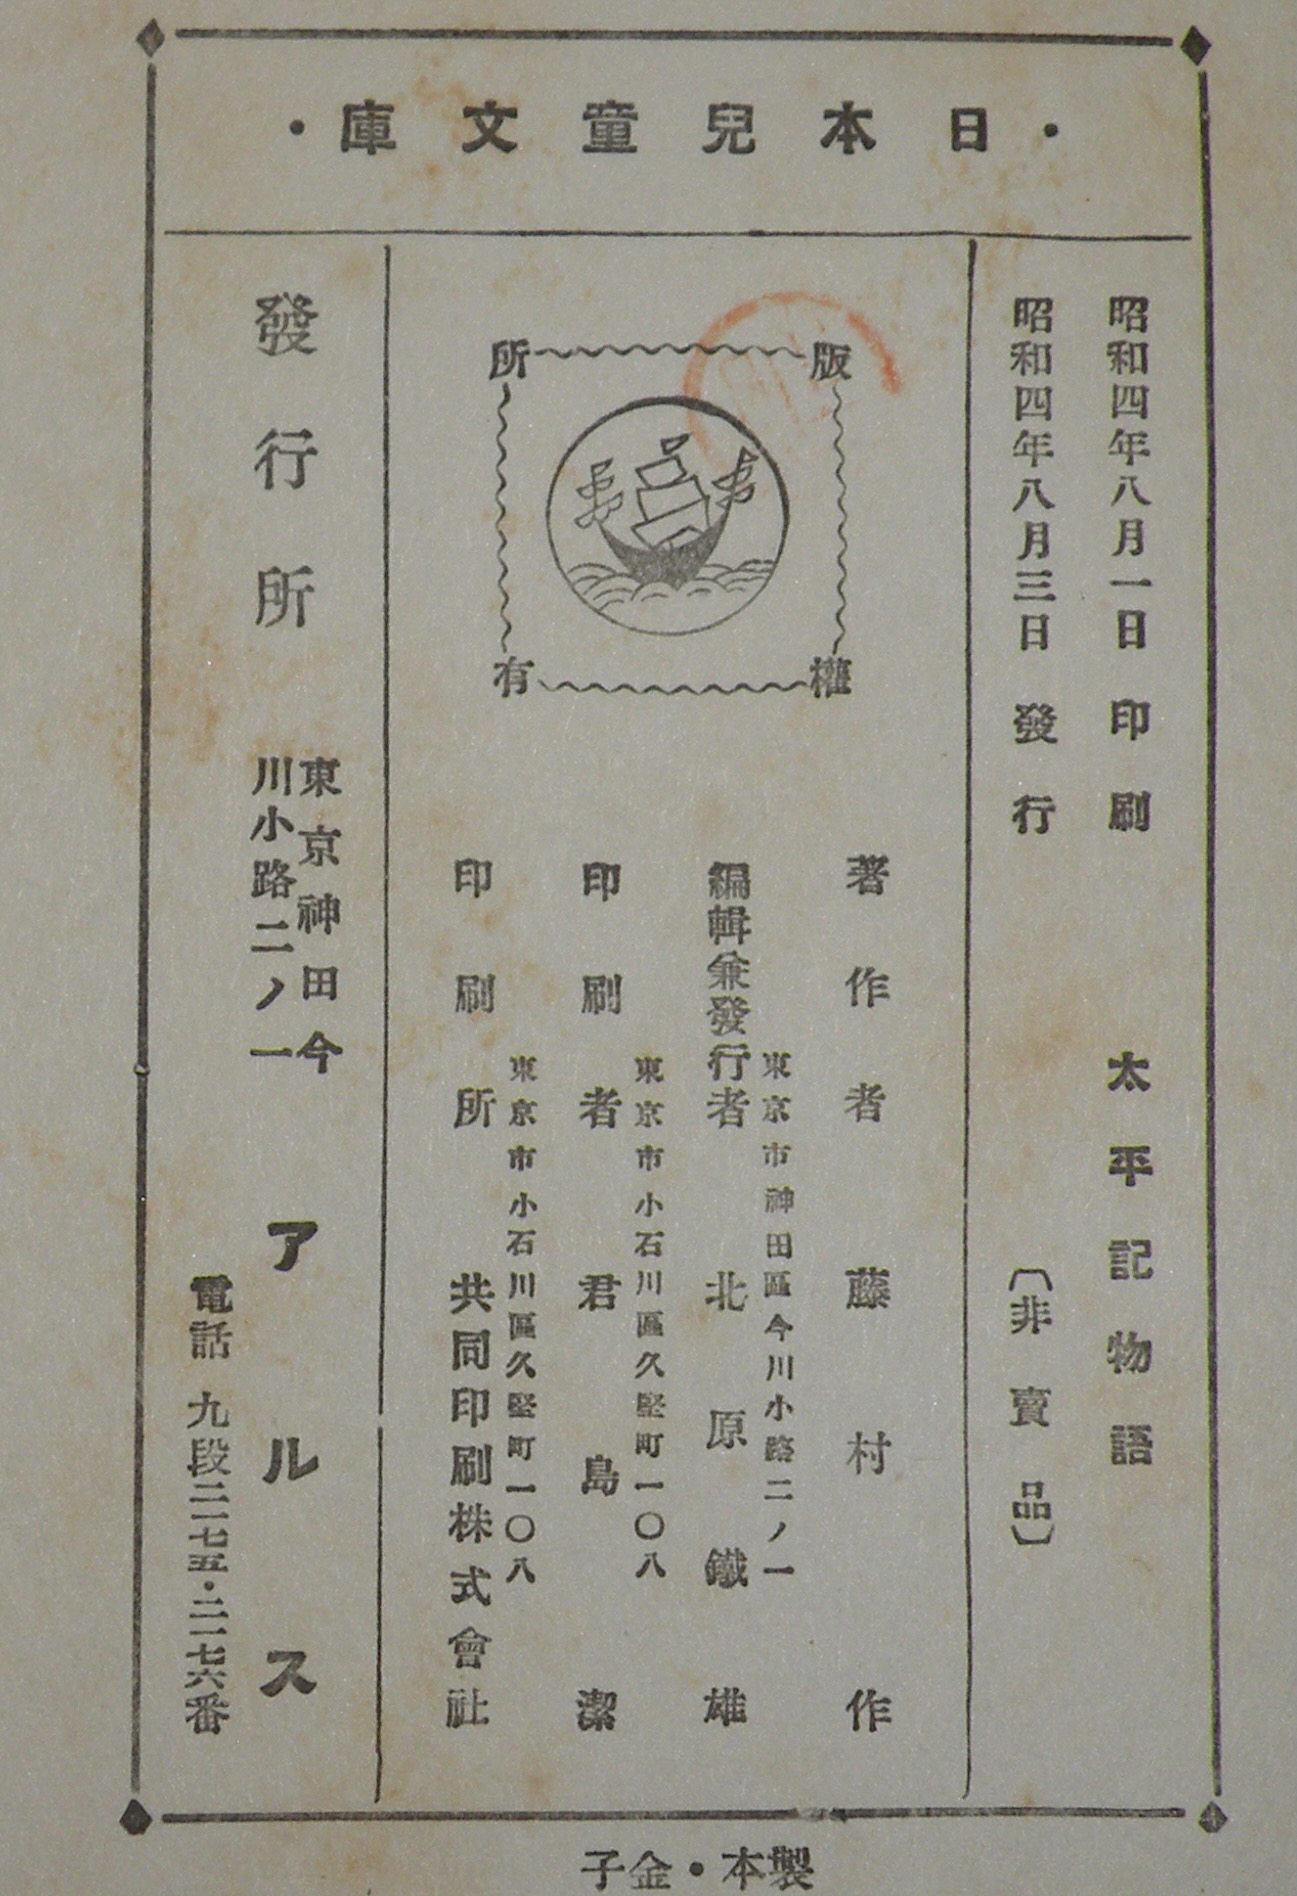 ・日本兒童文庫・
昭和四年八月一日 印刷
昭和四年八月三日 發行
太平記物語
〔非賣品〕
版權所有
著作者 藤村作
東京市神田區今川小路二ノ一
編輯兼發行者 北原鐵雄
東京市小石川區久堅町一〇八
印刷者 君島潔
東京市小石川區久堅町一〇八
印刷所 共同印刷株式會社
發行所
東京神田今
川小路二ノ一
アルス
電話 九段二一七五・二一七六番
製本・金子